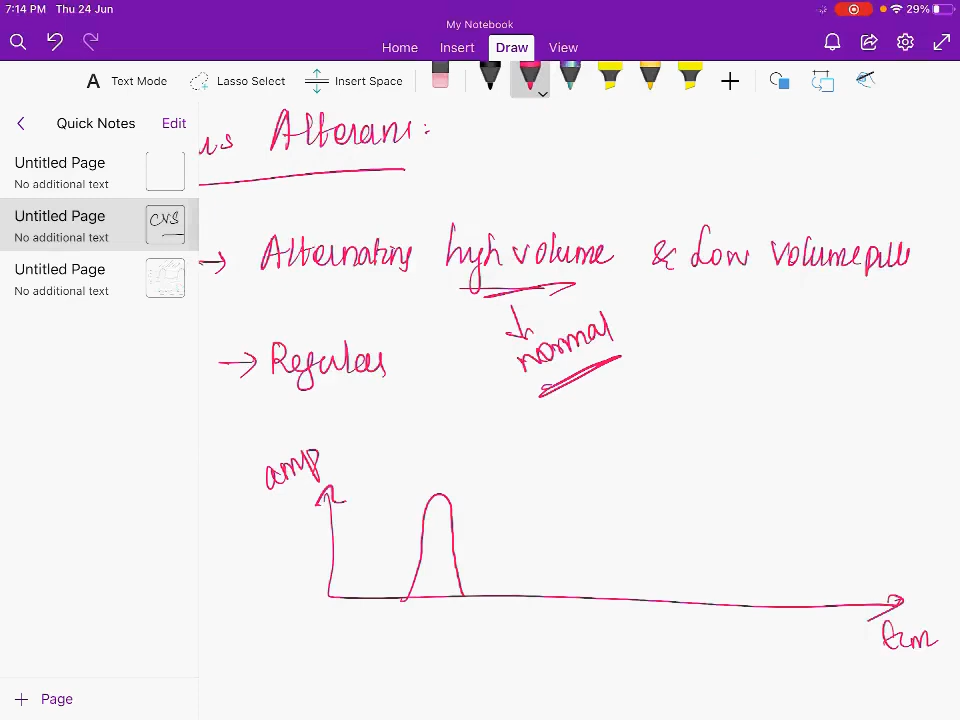 7:14 PM Thu 24 Jun
29%
My Notebook
Home Insert Draw View
Text Mode Lasso Select Insert Space
Quick Notes Edit
Untitled Page
No additional text
Untitled Page
No additional text
CNS
Untitled Page
No additional text
Page
us Alterans:
→ Alternating high volume & Low volume
normal
→ Regular
amp